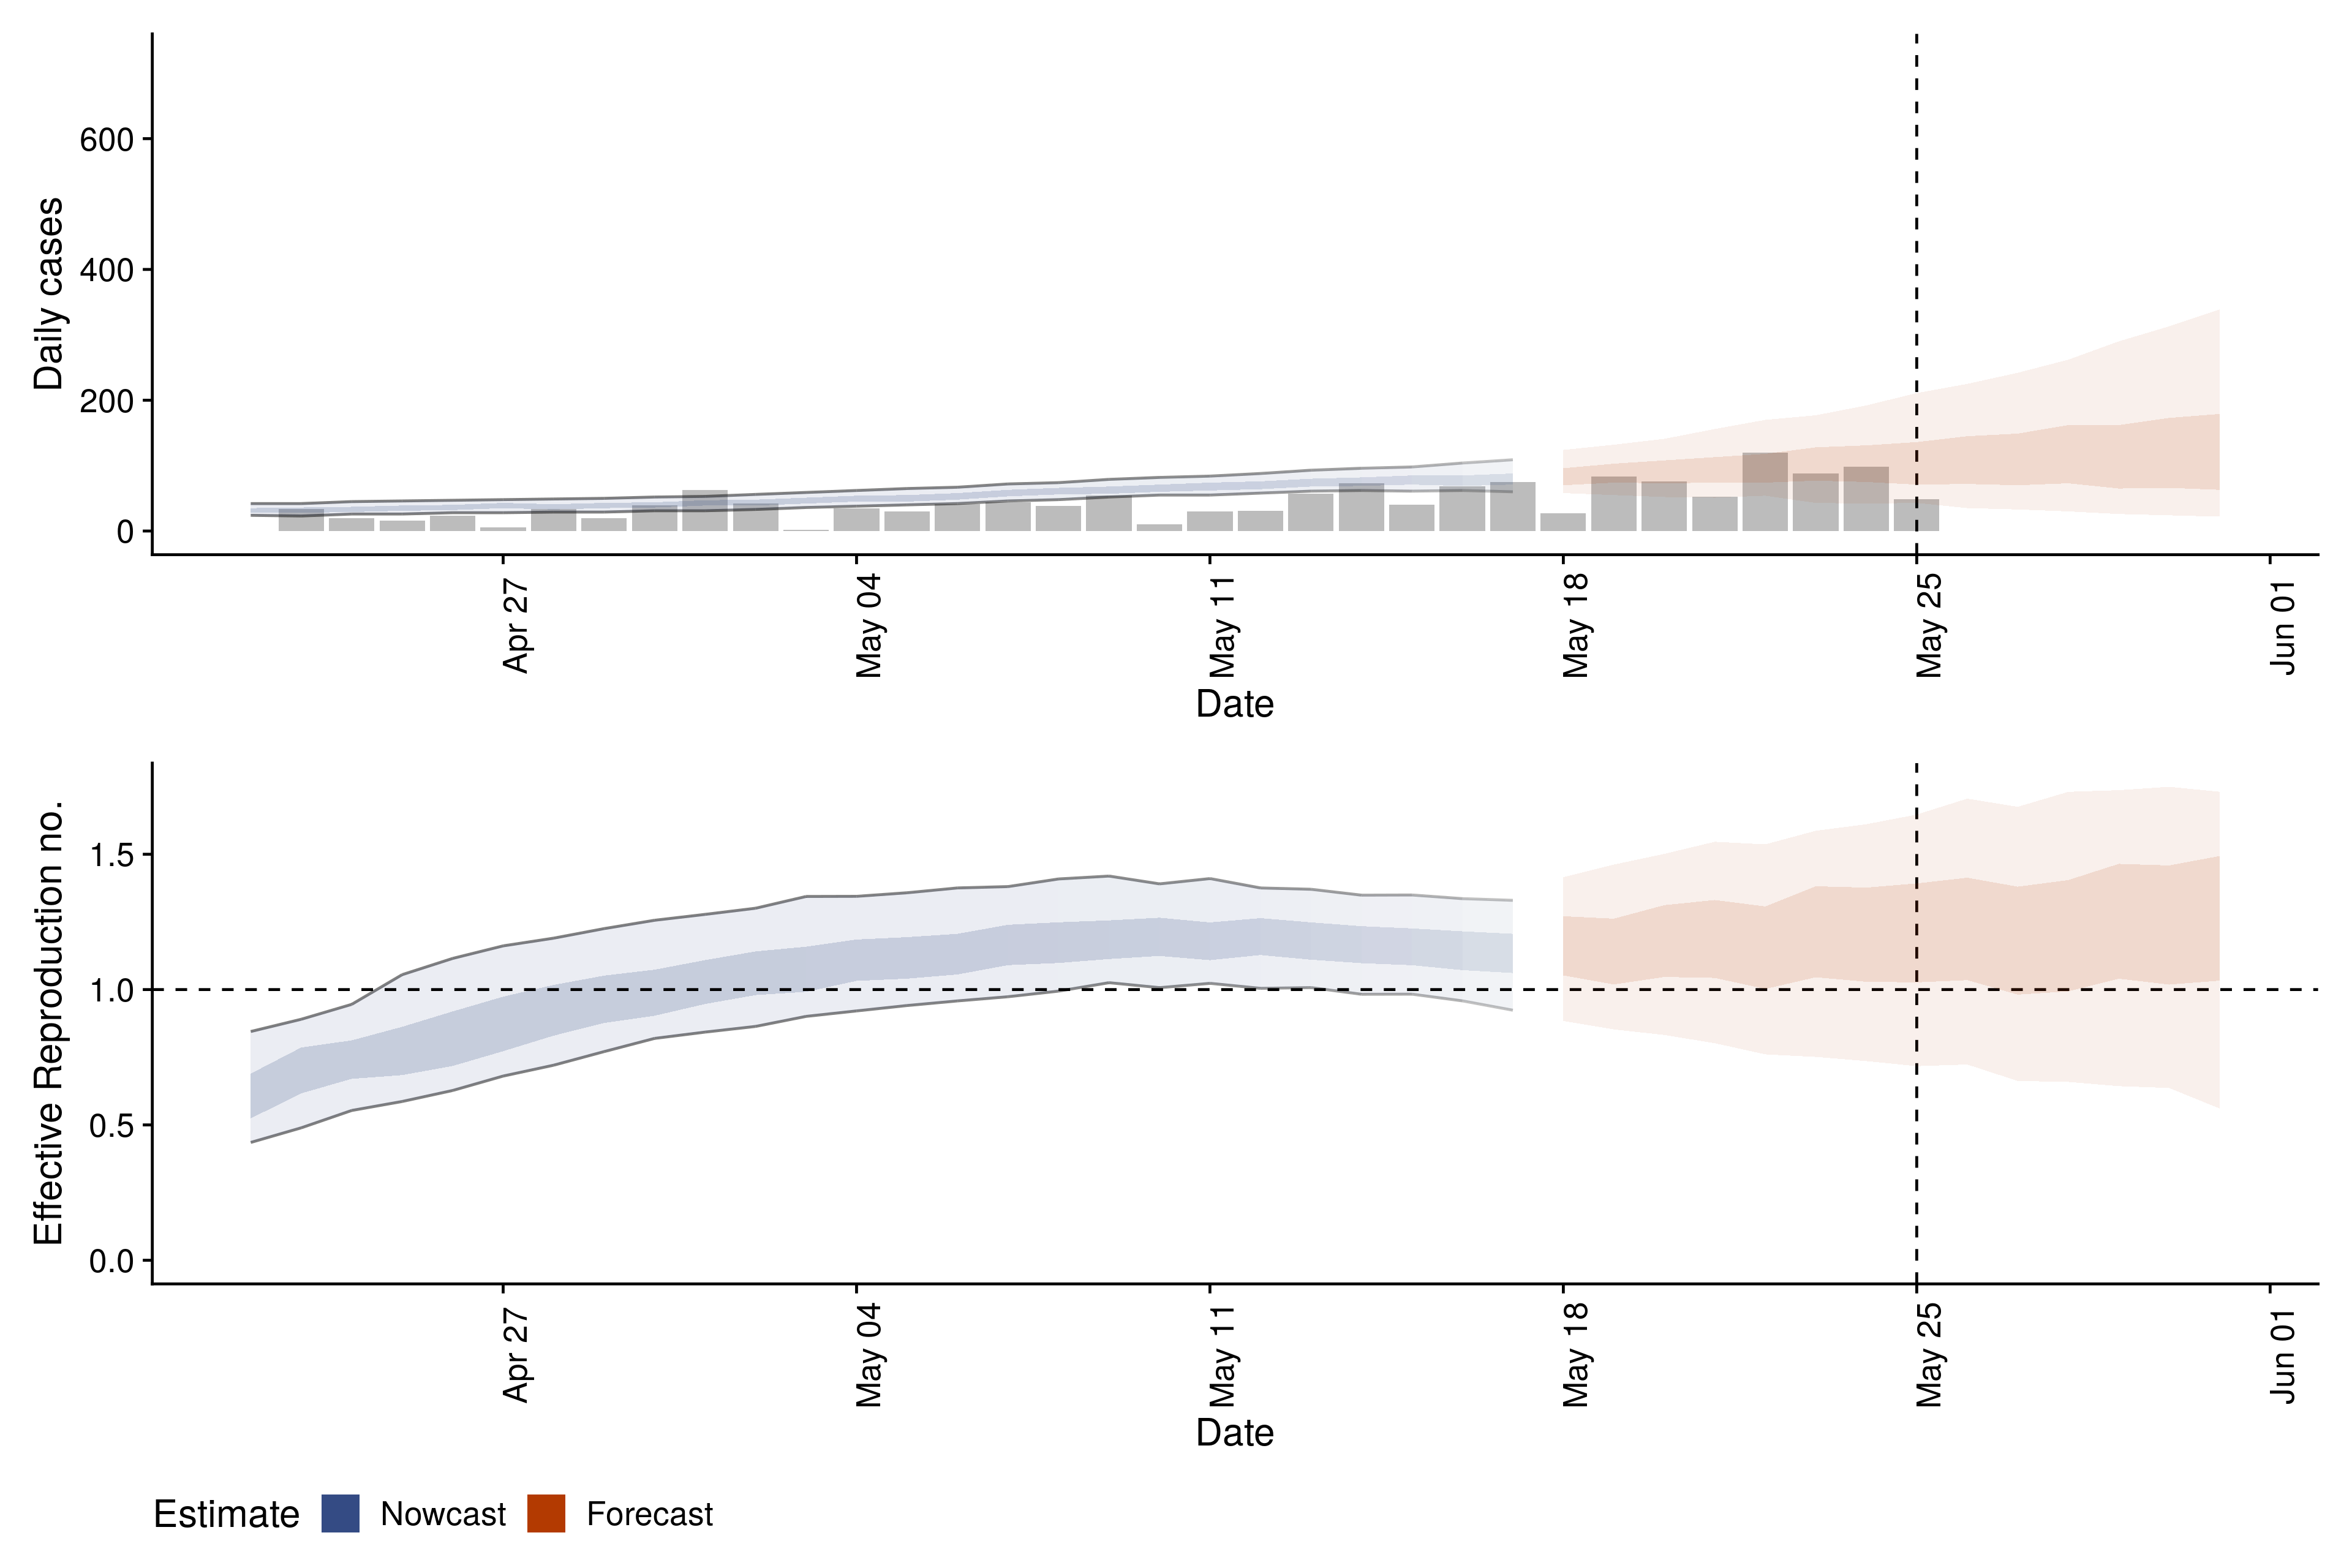 Daily cases
600
400
200
0
Apr 27
May 04
May 11
May 18
May 25
Jun 01
Date
Effective Reproduction no.
1.5
1.0
0.5
0.0
Apr 27
May 04
May 11
May 18
May 25
Jun 01
Date
Estimate Nowcast Forecast